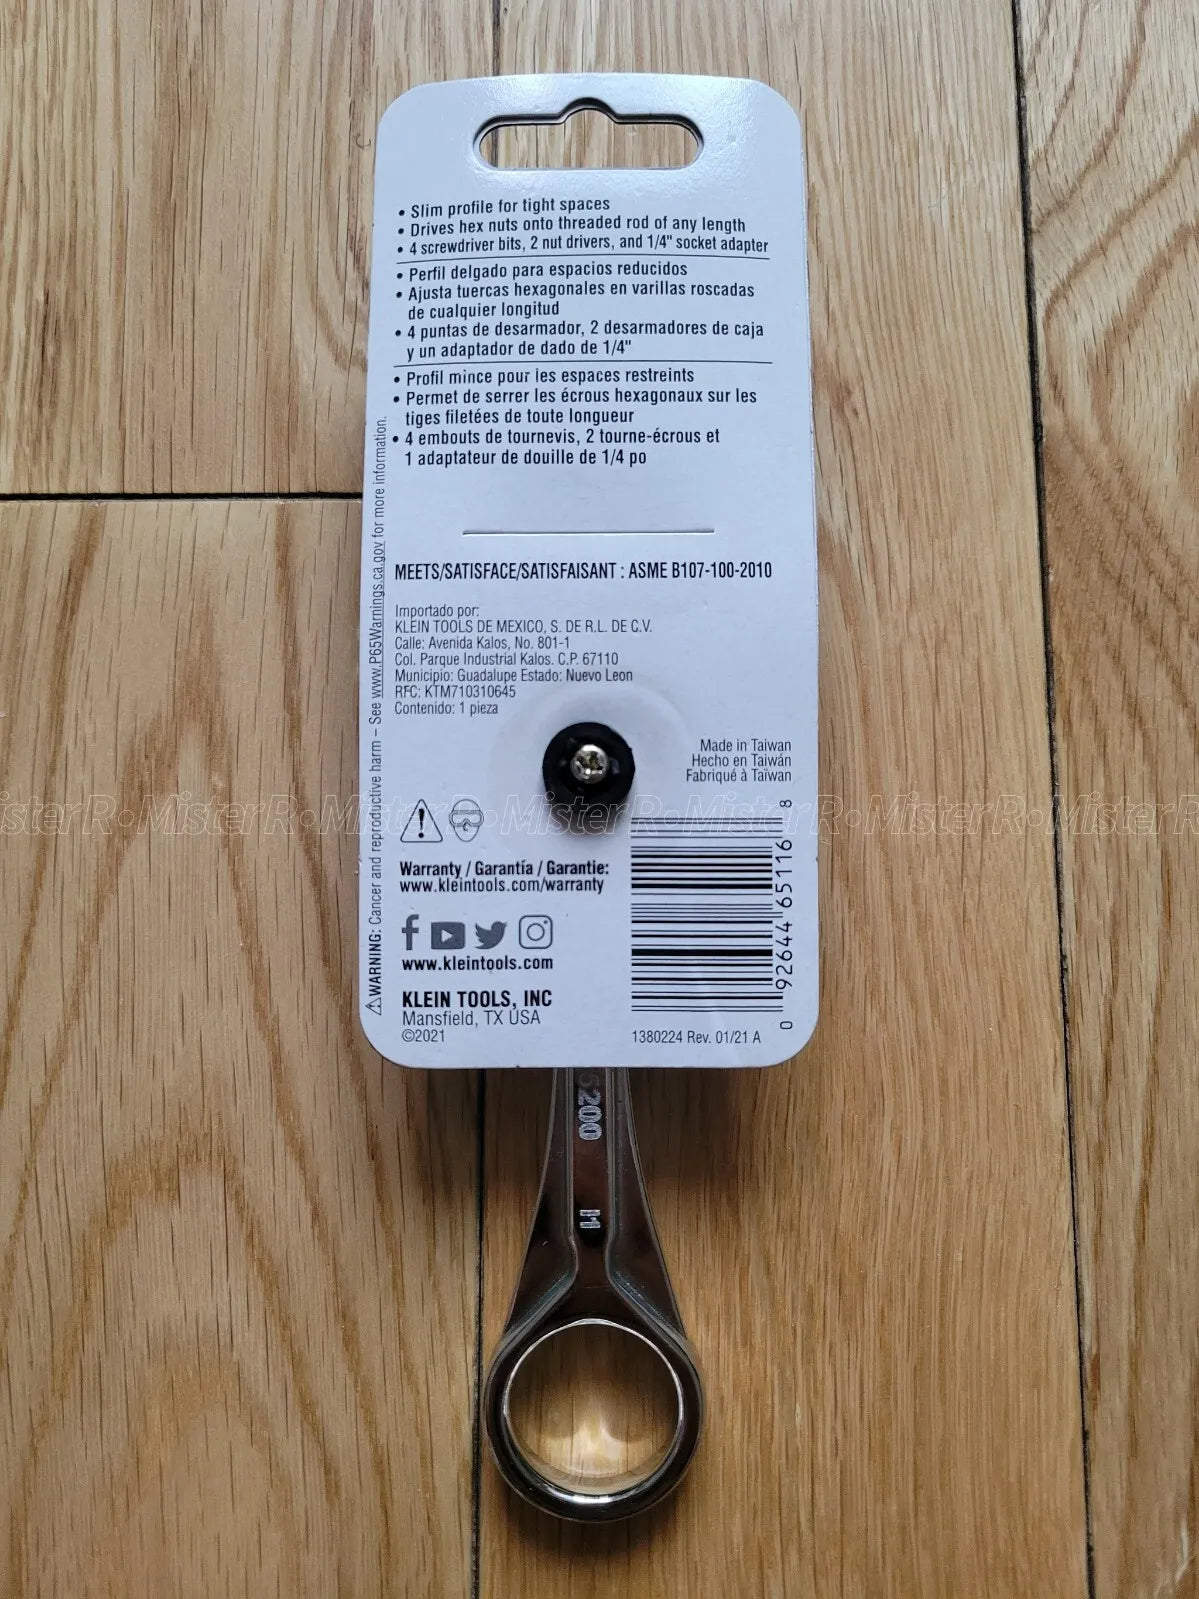 • Slim profile for tight spaces
• Drives hex nuts onto threaded rod of any length
• 4 screwdriver bits, 2 nut drivers, and 1/4" socket adapter
• Perfil delgado para espacios reducidos
• Ajusta tuercas hexagonales en varillas roscadas
de cualquier longitud
• 4 puntas de desarmador, 2 desarmadores de caja
y un adaptador de dado de 1/4"
• Profil mince pour les espaces restreints
• Permet de serrer les écrous hexagonaux sur les
tiges filetées de toute longueur
• 4 embouts de tournevis, 2 tourne-écrous et
1 adaptateur de douille de 1/4 po
⚠WARNING: Cancer and reproductive harm – See www.P65Warnings.ca.gov for more information.
MEETS/SATISFACE/SATISFAISANT : ASME B107-100-2010
Importado por:
KLEIN TOOLS DE MEXICO, S. DE R.L. DE C.V.
Calle: Avenida Kalos, No. 801-1
Col. Parque Industrial Kalos. C.P. 67110
Municipio: Guadalupe Estado: Nuevo Leon
RFC: KTM710310645
Contenido: 1 pieza
Made in Taiwan
Hecho en Taiwán
Fabriqué à Taïwan
ister R • Mister R • Mister R • Mister R • Mister R
Warranty / Garantía / Garantie:
www.kleintools.com/warranty
www.kleintools.com
KLEIN TOOLS, INC
Mansfield, TX USA
©2021
0 92644 65116 8
1380224 Rev. 01/21 A
5200